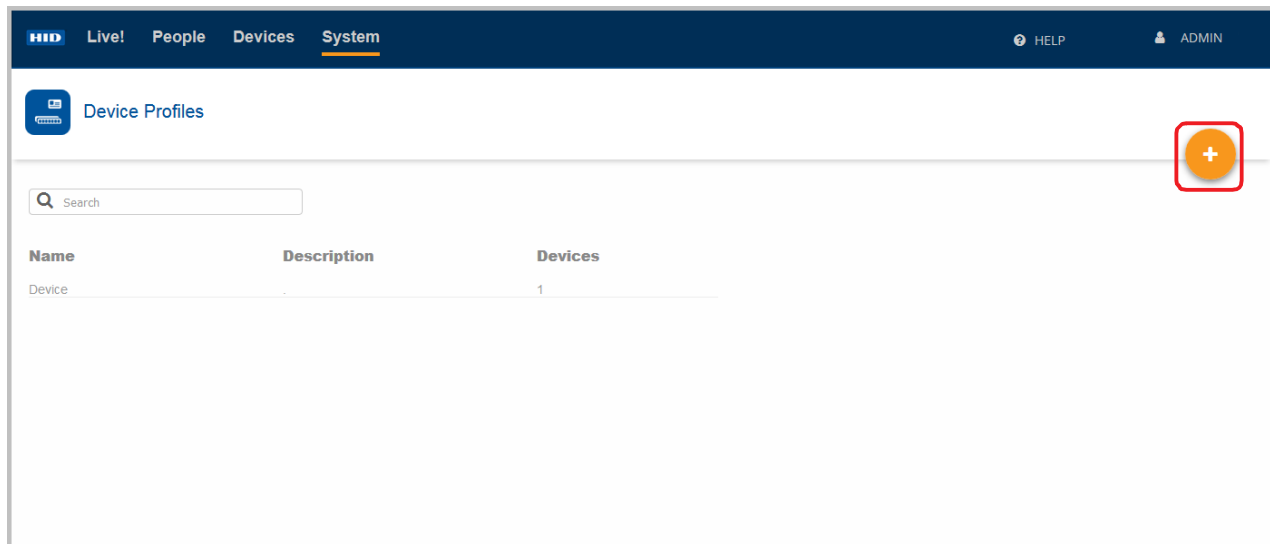 HID Live! People Devices System HELP ADMIN
Device Profiles
+
Search
Name Description Devices
Device . 1